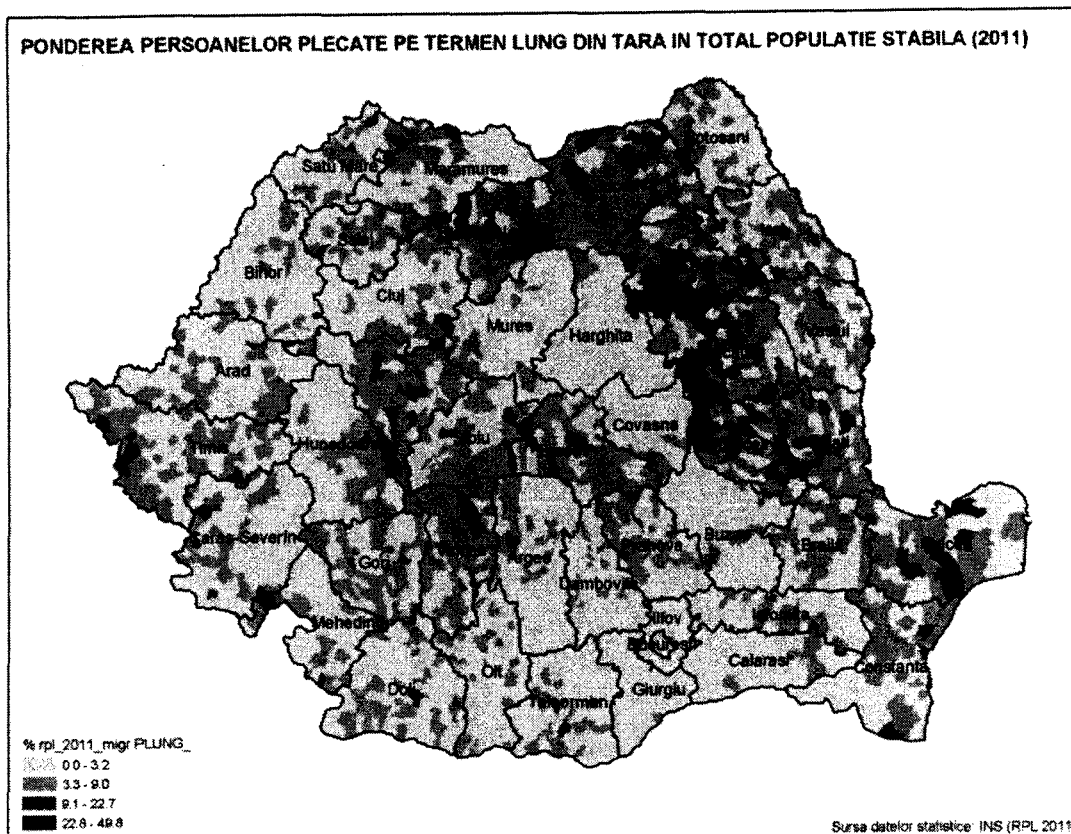 PONDEREA PERSOANELOR PLECATE PE TERMEN LUNG DIN TARA IN TOTAL POPULATIE STABILA (2011)
Satu Mare
Maramures
Bihor
Cluj
Mures
Harghita
Arad
Covasna
Caras-Severin
Gorj
Buzau
Braila
Dambovita
Mehedinti
Ilfov
Bucuresti
Calarasi
Constanta
Dolj
Olt
Teleorman
Giurgiu
% rpl_2011_migr PLUNG_
0.0 - 3.2
3.3 - 9.0
9.1 - 22.7
22.8 - 49.8
Sursa datelor statistice: INS (RPL 2011